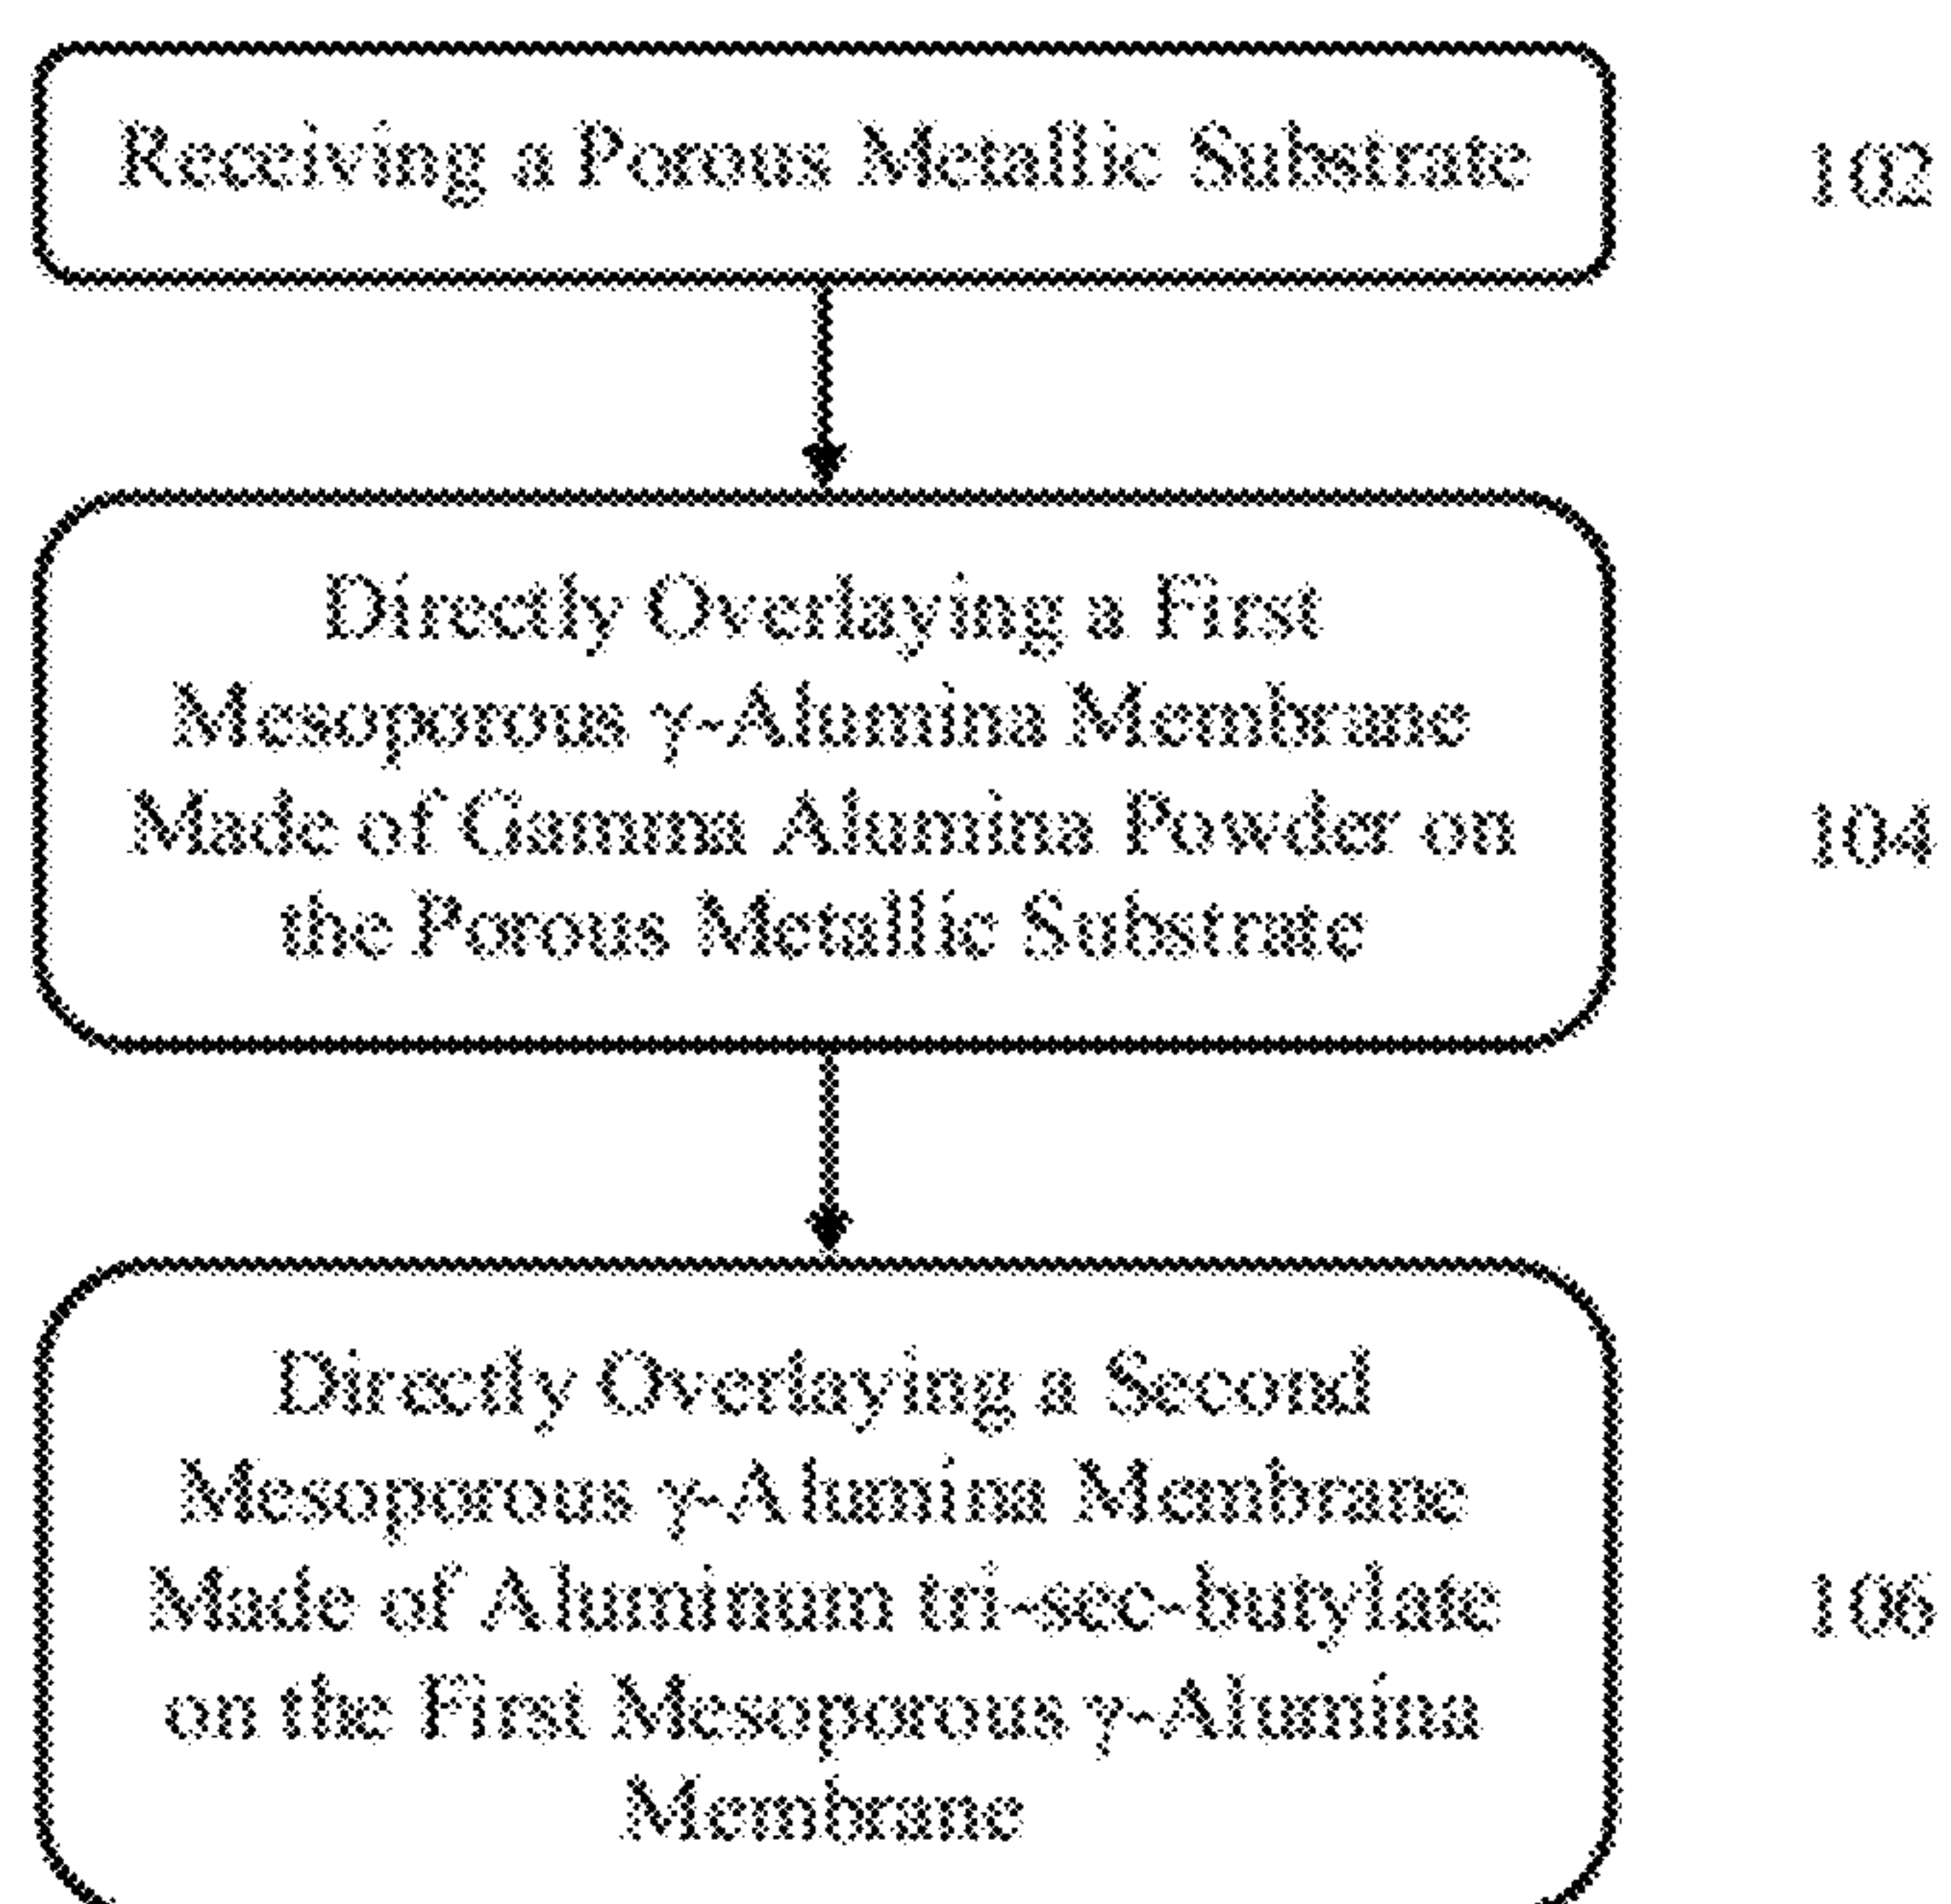 Receiving a Porous Metallic Substrate
102
Directly Overlaying a First
Mesoporous γ-Alumina Membrane
Made of Gamma Alumina Powder on
the Porous Metallic Substrate
104
Directly Overlaying a Second
Mesoporous γ-Alumina Membrane
Made of Aluminum tri-sec-butylate
on the First Mesoporous γ-Alumina
Membrane
106